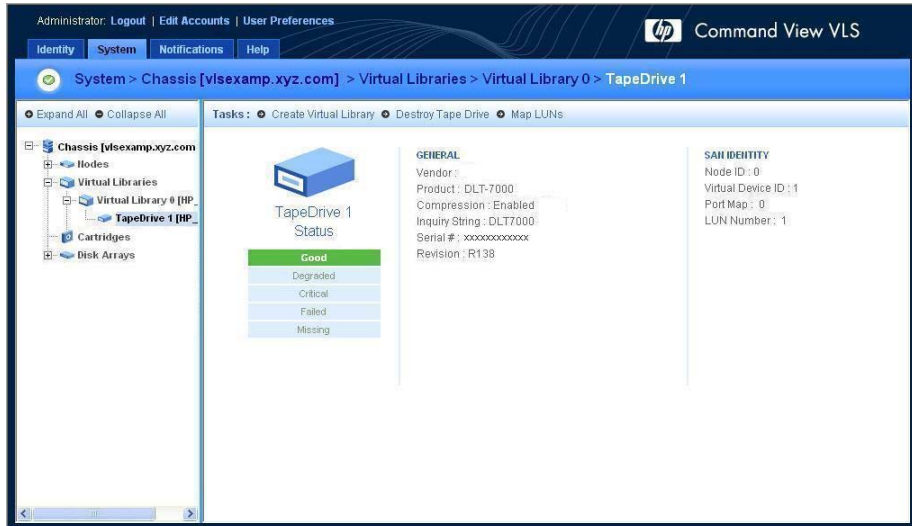 Administrator: Logout | Edit Accounts | User Preferences
hp Command View VLS
Identity System Notifications Help
System > Chassis [vlsexamp.xyz.com] > Virtual Libraries > Virtual Library 0 > TapeDrive 1
Expand All Collapse All
Tasks : Create Virtual Library Destroy Tape Drive Map LUNs
Chassis [vlsexamp.xyz.com
Nodes
Virtual Libraries
Virtual Library 0 [HP_
TapeDrive 1 [HP_
Cartridges
Disk Arrays
TapeDrive 1
Status
Good
Degraded
Critical
Failed
Missing
GENERAL
Vendor :
Product : DLT-7000
Compression : Enabled
Inquiry String : DLT7000
Serial # : xxxxxxxxxxxx
Revision : R138
SAN IDENTITY
Node ID : 0
Virtual Device ID : 1
Port Map : 0
LUN Number : 1